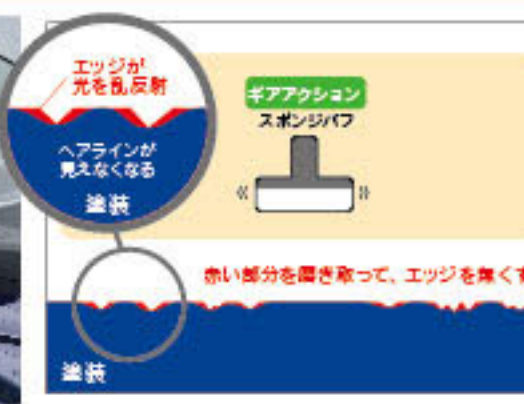 エッジが
光を乱反射
ヘアラインが
見えなくなる
塗装
ギアアクション
スポンジバフ
赤い部分を磨き取って、エッジを無くす
塗装